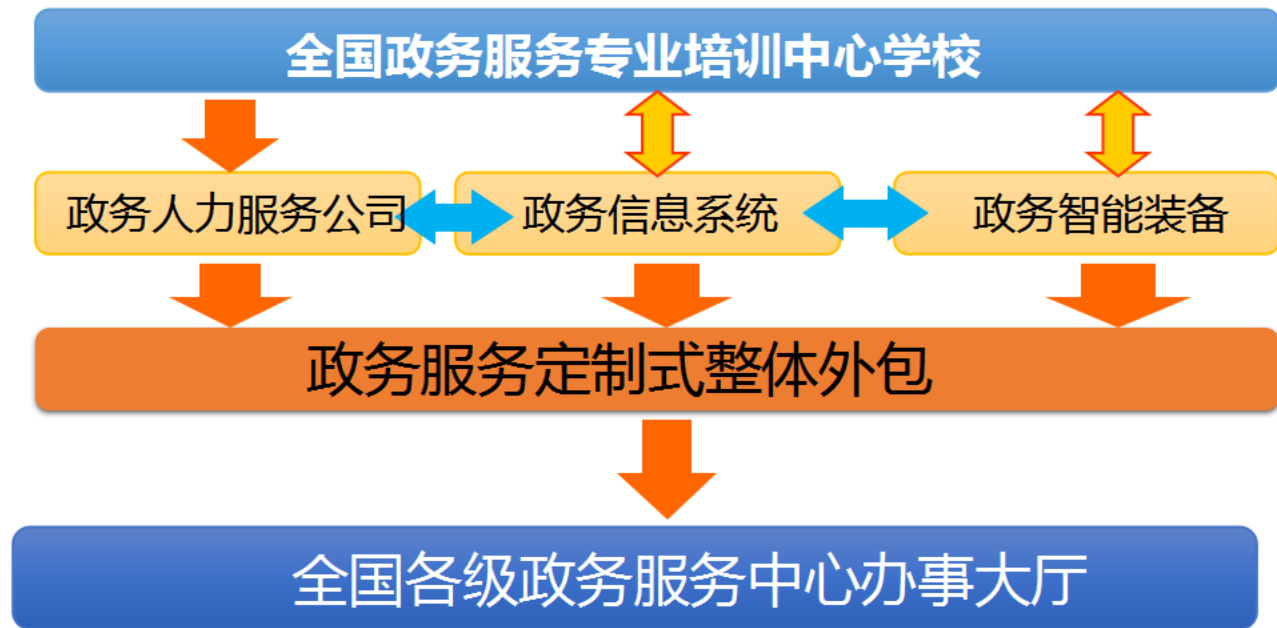 全国政务服务专业培训中心学校
政务人力服务公司
政务信息系统
政务智能装备
政务服务定制式整体外包
全国各级政务服务中心办事大厅